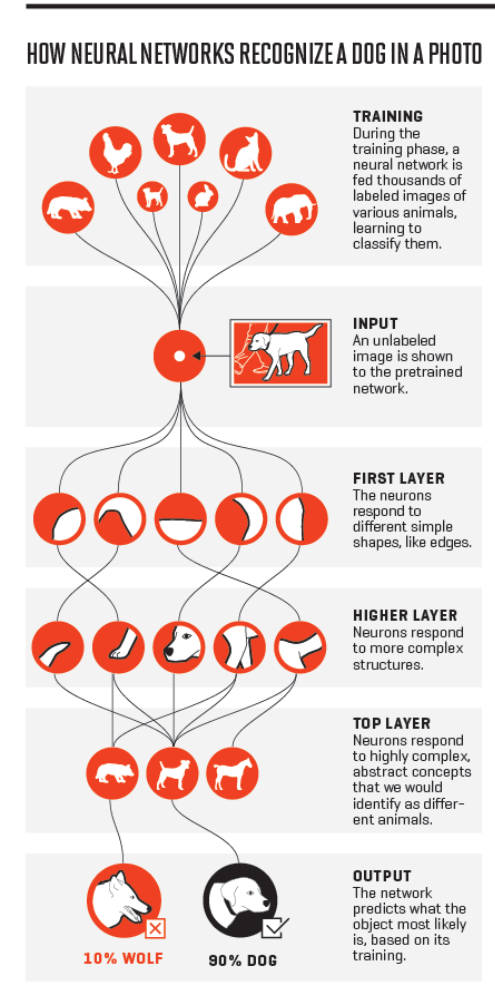 HOW NEURAL NETWORKS RECOGNIZE A DOG IN A PHOTO
TRAINING
During the
training phase, a
neural network is
fed thousands of
labeled images of
various animals,
learning to
classify them.
INPUT
An unlabeled
image is shown
to the pretrained
network.
FIRST LAYER
The neurons
respond to
different simple
shapes, like edges.
HIGHER LAYER
Neurons respond
to more complex
structures.
TOP LAYER
Neurons respond
to highly complex,
abstract concepts
that we would
identify as differ-
ent animals.
OUTPUT
The network
predicts what the
object most likely
is, based on its
training.
10% WOLF
90% DOG